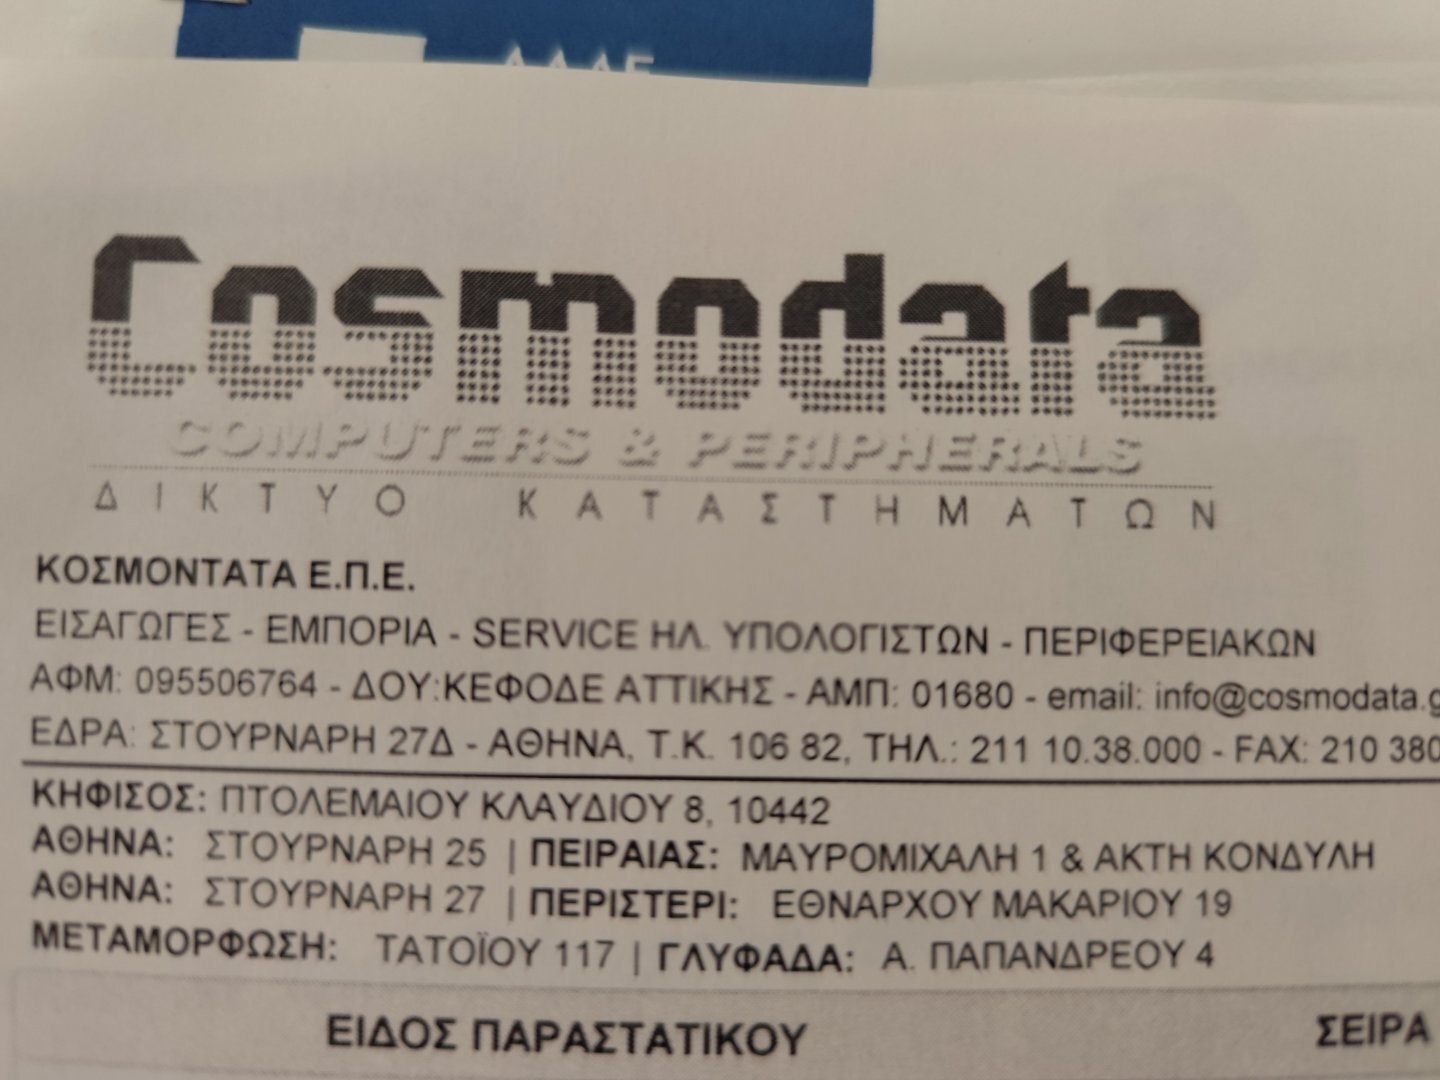 Cosmodata
COMPUTERS & PERIPHERALS
ΔΙΚΤΥΟ ΚΑΤΑΣΤΗΜΑΤΩΝ
ΚΟΣΜΟΝΤΑΤΑ Ε.Π.Ε.
ΕΙΣΑΓΩΓΕΣ - ΕΜΠΟΡΙΑ - SERVICE ΗΛ. ΥΠΟΛΟΓΙΣΤΩΝ - ΠΕΡΙΦΕΡΕΙΑΚΩΝ
ΑΦΜ: 095506764 - ΔΟΥ:ΚΕΦΟΔΕ ΑΤΤΙΚΗΣ - ΑΜΠ: 01680 - email: info@cosmodata.g
ΕΔΡΑ: ΣΤΟΥΡΝΑΡΗ 27Δ - ΑΘΗΝΑ, Τ.Κ. 106 82, ΤΗΛ.: 211 10.38.000 - FAX: 210 380
ΚΗΦΙΣΟΣ: ΠΤΟΛΕΜΑΙΟΥ ΚΛΑΥΔΙΟΥ 8, 10442
ΑΘΗΝΑ: ΣΤΟΥΡΝΑΡΗ 25 | ΠΕΙΡΑΙΑΣ: ΜΑΥΡΟΜΙΧΑΛΗ 1 & ΑΚΤΗ ΚΟΝΔΥΛΗ
ΑΘΗΝΑ: ΣΤΟΥΡΝΑΡΗ 27 | ΠΕΡΙΣΤΕΡΙ: ΕΘΝΑΡΧΟΥ ΜΑΚΑΡΙΟΥ 19
ΜΕΤΑΜΟΡΦΩΣΗ: ΤΑΤΟΪΟΥ 117 | ΓΛΥΦΑΔΑ: Α. ΠΑΠΑΝΔΡΕΟΥ 4
ΕΙΔΟΣ ΠΑΡΑΣΤΑΤΙΚΟΥ ΣΕΙΡΑ